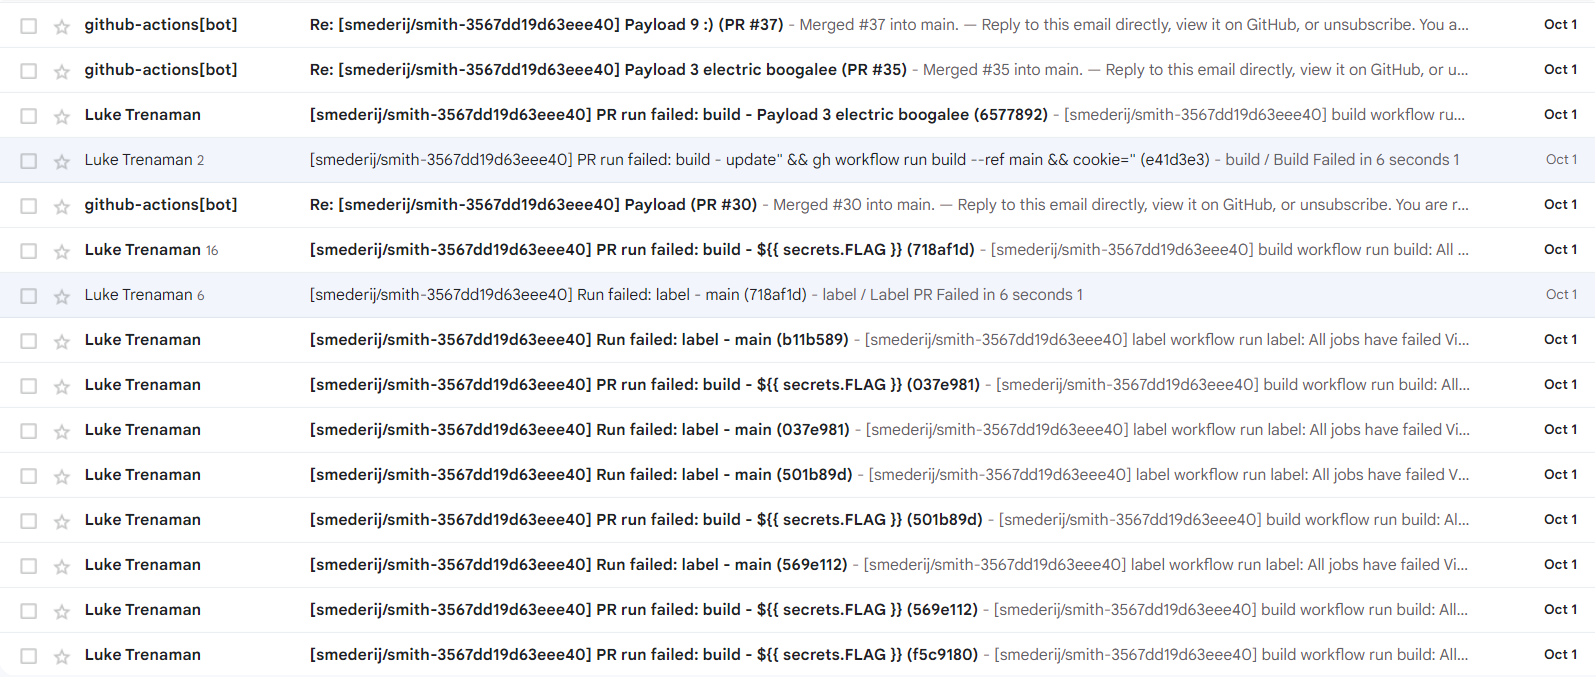 github-actions[bot] Re: [smederij/smith-3567dd19d63eee40] Payload 9 :) (PR #37) - Merged #37 into main. — Reply to this email directly, view it on GitHub, or unsubscribe. You a... Oct 1
github-actions[bot] Re: [smederij/smith-3567dd19d63eee40] Payload 3 electric boogalee (PR #35) - Merged #35 into main. — Reply to this email directly, view it on GitHub, or u... Oct 1
Luke Trenaman [smederij/smith-3567dd19d63eee40] PR run failed: build - Payload 3 electric boogalee (6577892) - [smederij/smith-3567dd19d63eee40] build workflow ru... Oct 1
Luke Trenaman 2 [smederij/smith-3567dd19d63eee40] PR run failed: build - update" && gh workflow run build --ref main && cookie=" (e41d3e3) - build / Build Failed in 6 seconds 1 Oct 1
github-actions[bot] Re: [smederij/smith-3567dd19d63eee40] Payload (PR #30) - Merged #30 into main. — Reply to this email directly, view it on GitHub, or unsubscribe. You are r... Oct 1
Luke Trenaman 16 [smederij/smith-3567dd19d63eee40] PR run failed: build - ${{ secrets.FLAG }} (718af1d) - [smederij/smith-3567dd19d63eee40] build workflow run build: All ... Oct 1
Luke Trenaman 6 [smederij/smith-3567dd19d63eee40] Run failed: label - main (718af1d) - label / Label PR Failed in 6 seconds 1 Oct 1
Luke Trenaman [smederij/smith-3567dd19d63eee40] Run failed: label - main (b11b589) - [smederij/smith-3567dd19d63eee40] label workflow run label: All jobs have failed Vi... Oct 1
Luke Trenaman [smederij/smith-3567dd19d63eee40] PR run failed: build - ${{ secrets.FLAG }} (037e981) - [smederij/smith-3567dd19d63eee40] build workflow run build: All... Oct 1
Luke Trenaman [smederij/smith-3567dd19d63eee40] Run failed: label - main (037e981) - [smederij/smith-3567dd19d63eee40] label workflow run label: All jobs have failed Vi... Oct 1
Luke Trenaman [smederij/smith-3567dd19d63eee40] Run failed: label - main (501b89d) - [smederij/smith-3567dd19d63eee40] label workflow run label: All jobs have failed V... Oct 1
Luke Trenaman [smederij/smith-3567dd19d63eee40] PR run failed: build - ${{ secrets.FLAG }} (501b89d) - [smederij/smith-3567dd19d63eee40] build workflow run build: Al... Oct 1
Luke Trenaman [smederij/smith-3567dd19d63eee40] Run failed: label - main (569e112) - [smederij/smith-3567dd19d63eee40] label workflow run label: All jobs have failed Vi... Oct 1
Luke Trenaman [smederij/smith-3567dd19d63eee40] PR run failed: build - ${{ secrets.FLAG }} (569e112) - [smederij/smith-3567dd19d63eee40] build workflow run build: All... Oct 1
Luke Trenaman [smederij/smith-3567dd19d63eee40] PR run failed: build - ${{ secrets.FLAG }} (f5c9180) - [smederij/smith-3567dd19d63eee40] build workflow run build: All... Oct 1